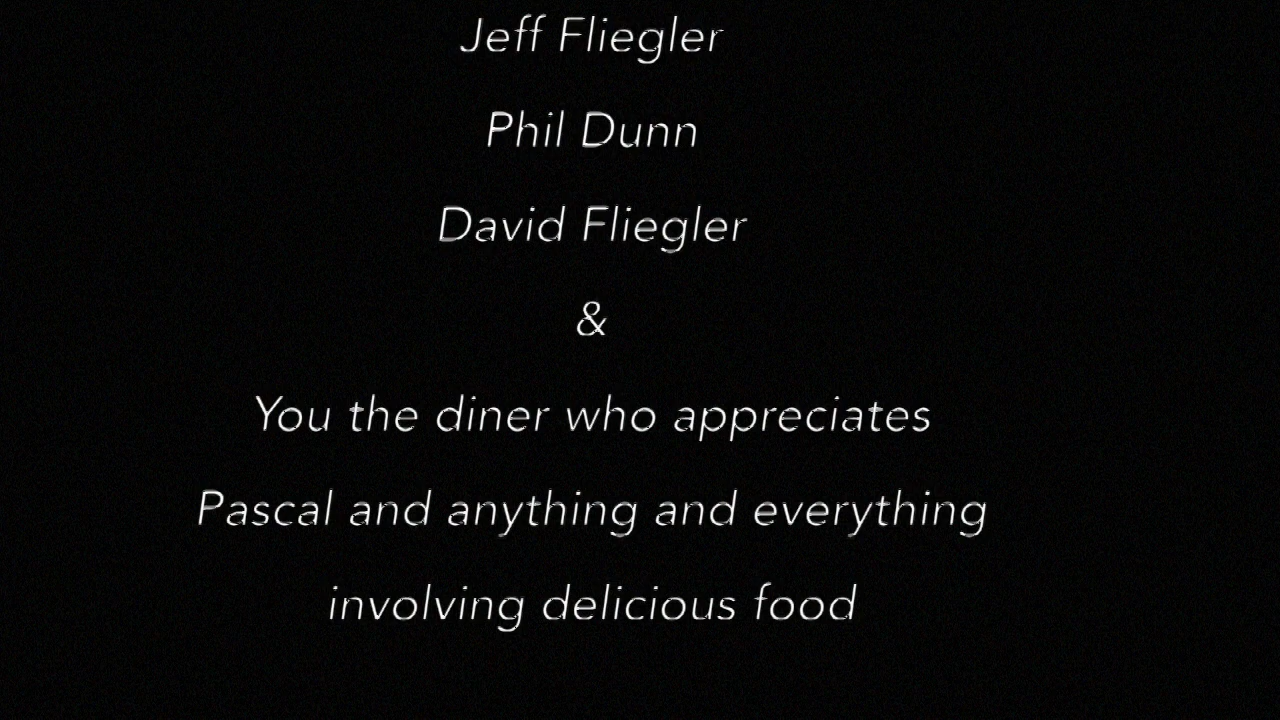 Jeff Fliegler
Phil Dunn
David Fliegler
&
You the diner who appreciates
Pascal and anything and everything
involving delicious food